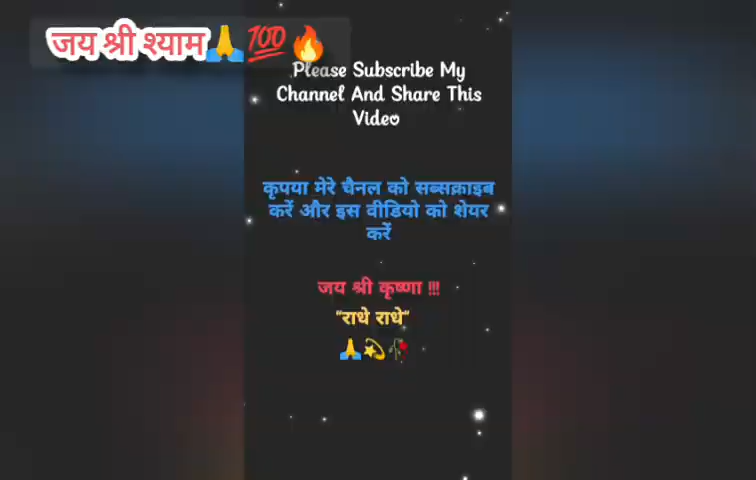 जय श्री श्याम🙏💯🔥
Please Subscribe My
Channel And Share This
Video
कृपया मेरे चैनल को सब्सक्राइब
करें और इस वीडियो को शेयर
करें
जय श्री कृष्णा !!!
“राधे राधे”
🙏💫🥀